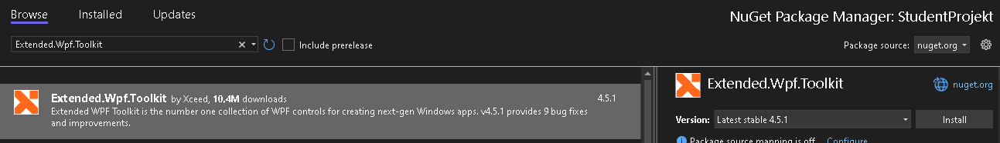 Browse Installed Updates NuGet Package Manager: StudentProjekt
Extended.Wpf.Toolkit Include prerelease Package source: nuget.org
Extended.Wpf.Toolkit by Xceed, 10,4M downloads 4.5.1
Extended WPF Toolkit is the number one collection of WPF controls for creating next-gen Windows apps. v4.5.1 provides 9 bug fixes
and improvements.
Extended.Wpf.Toolkit nuget.org
Version: Latest stable 4.5.1 Install
Package source mapping is off. Configure